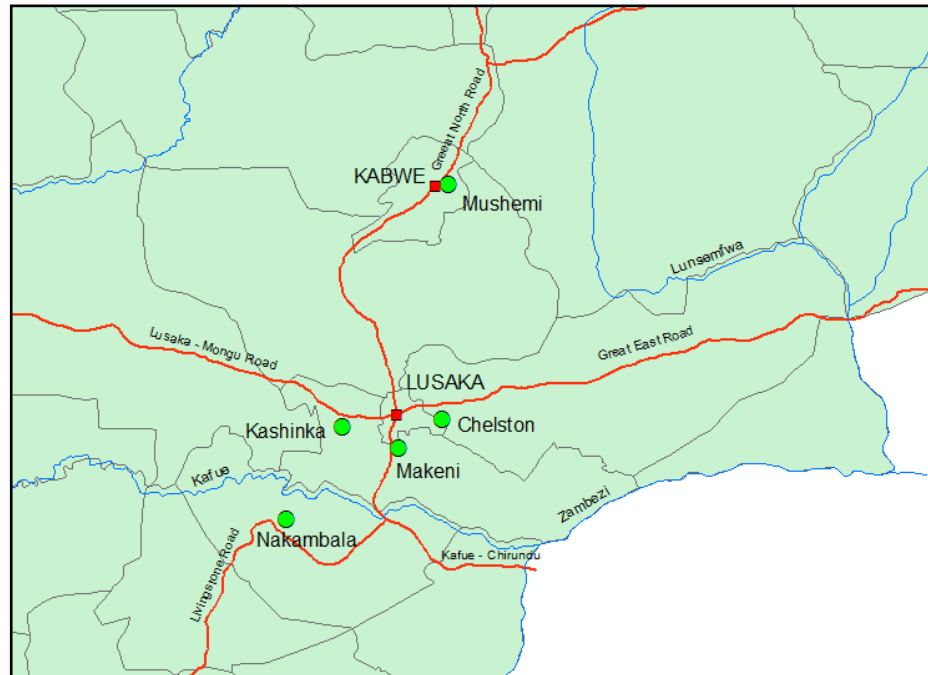 Greeat North Road
KABWE
Mushemi
Lunsemfwa
Lusaka - Mongu Road
Great East Road
LUSAKA
Kashinka
Chelston
Makeni
Kafue
Zambezi
Nakambala
Kafue - Chirundu
Livingstone Road